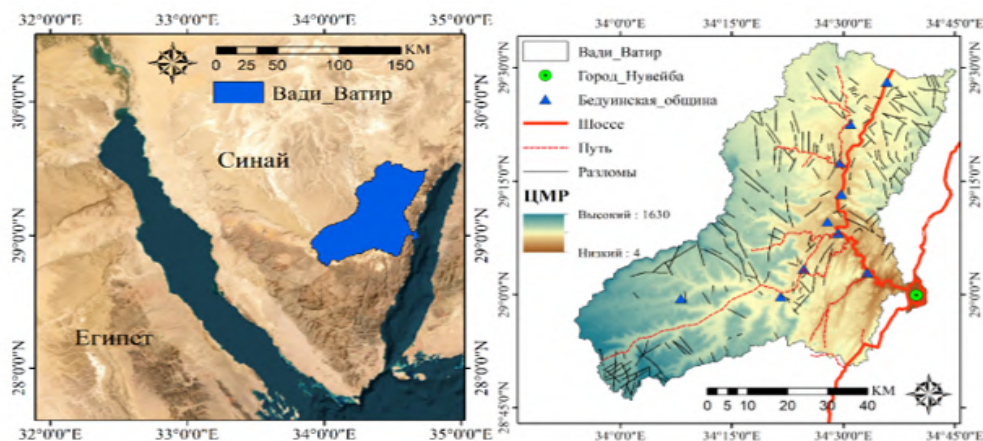 32°0'0"E 33°0'0"E 34°0'0"E 35°0'0"E
30°0'0"N
29°0'0"N
28°0'0"N
KM
0 25 50 100 150
Вади_Ватир
Синай
Египет
30°0'0"N
29°0'0"N
28°0'0"N
32°0'0"E 33°0'0"E 34°0'0"E 35°0'0"E
34°0'0"E 34°15'0"E 34°30'0"E 34°45'0"E
Вади_Ватир
Город_Нувейба
Бедуинская_община
Шоссе
Путь
Разломы
ЦМР
Высокий : 1630
Низкий : 4
29°30'0"N
29°15'0"N
29°0'0"N
28°45'0"N
29°30'0"N
29°15'0"N
29°0'0"N
KM
0 5 10 20 30 40
34°0'0"E 34°15'0"E 34°30'0"E 34°45'0"E